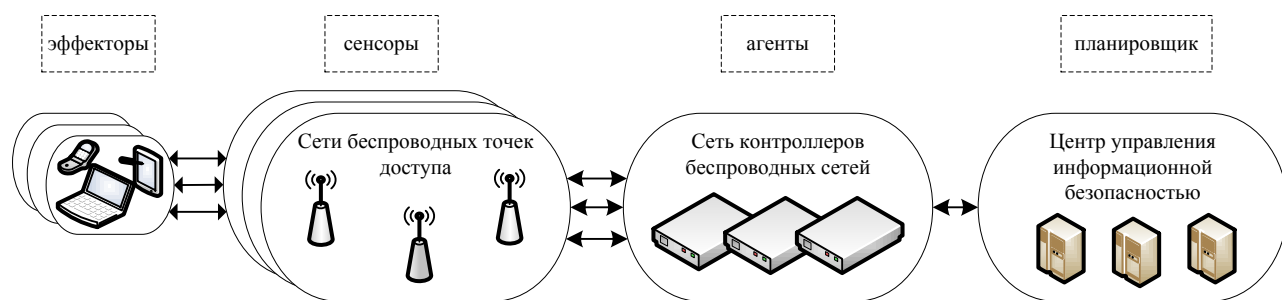 эффекторы
сенсоры
агенты
планировщик
Сети беспроводных точек
доступа
Сеть контроллеров
беспроводных сетей
Центр управления
информационной
безопасностью